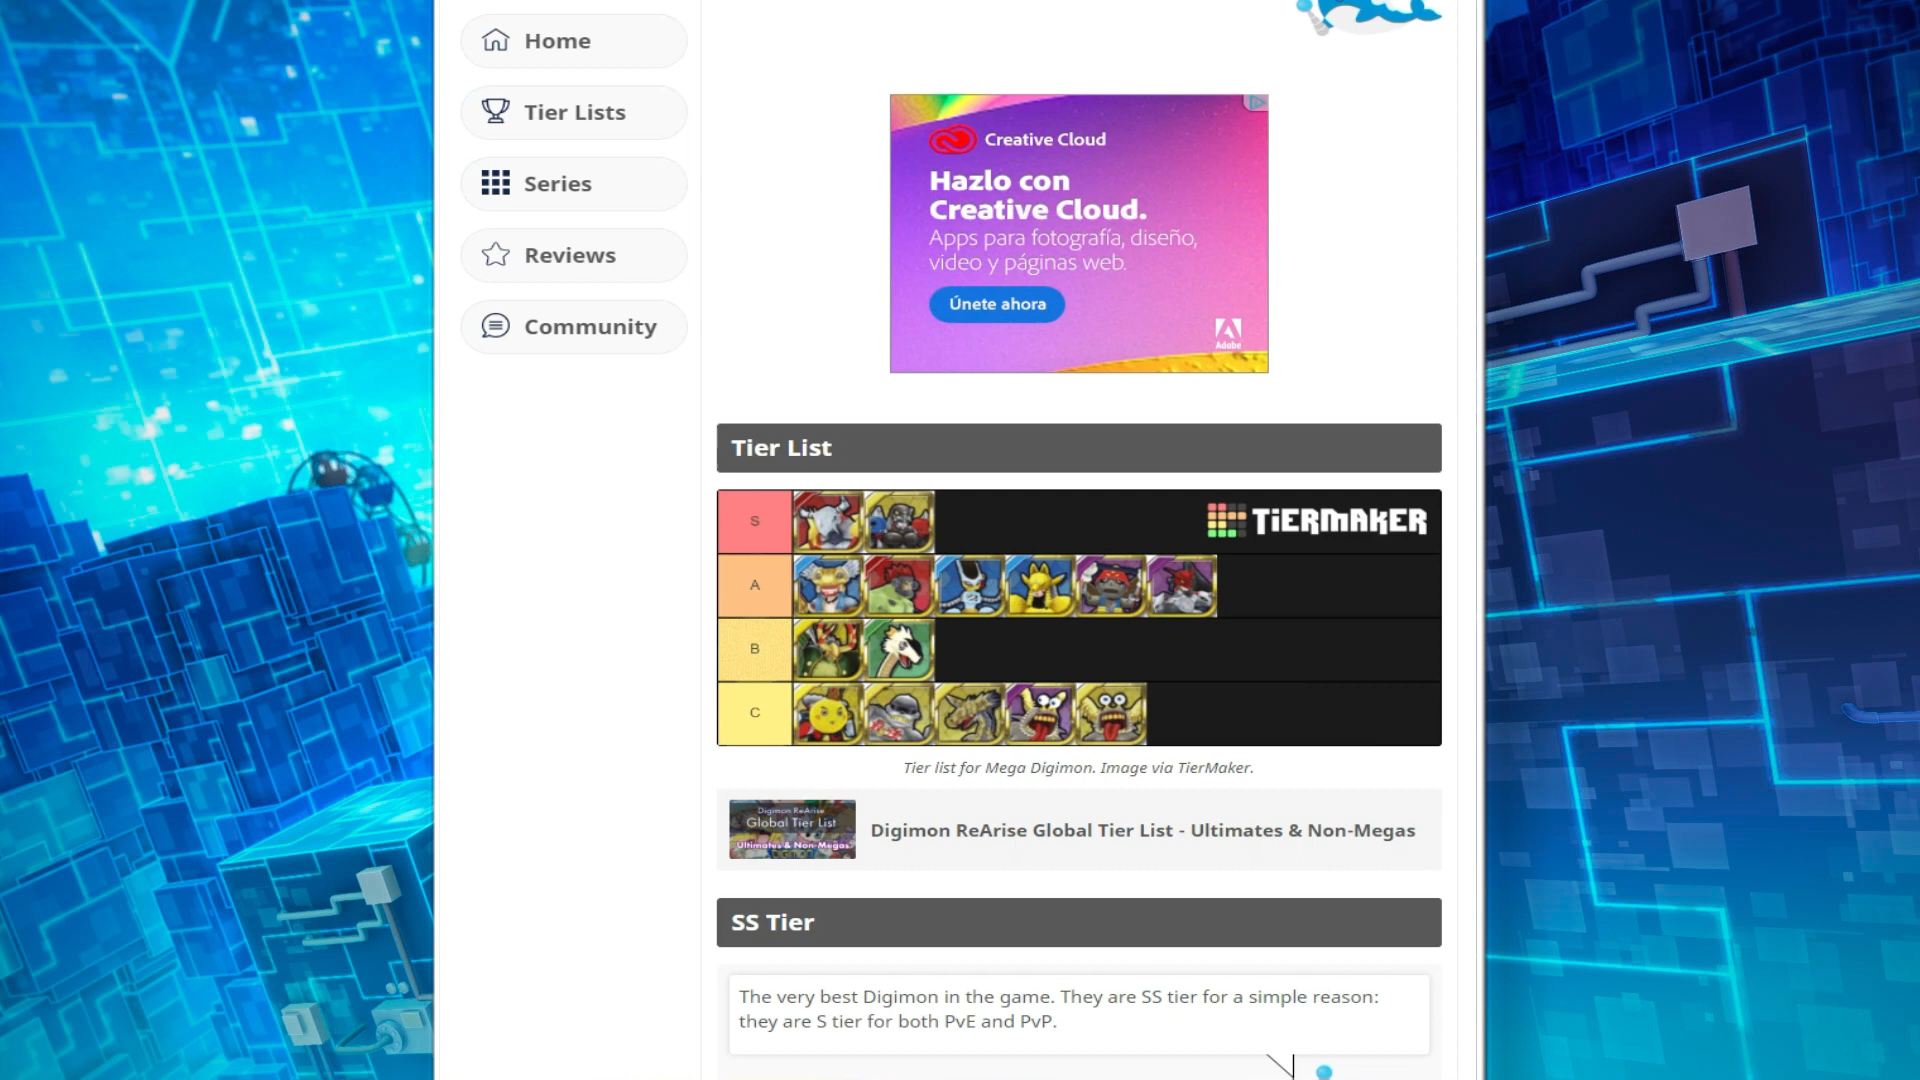 Home
Tier Lists
Series
Reviews
Community
Creative Cloud
Hazlo con
Creative Cloud.
Apps para fotografía, diseño,
video y páginas web.
Únete ahora
Adobe
Tier List
S
TiERMAKER
A
B
C
Tier list for Mega Digimon. Image via TierMaker.
Digimon ReArise
Global Tier List
Ultimates & Non-Megas
Digimon ReArise Global Tier List - Ultimates & Non-Megas
SS Tier
The very best Digimon in the game. They are SS tier for a simple reason:
they are S tier for both PvE and PvP.